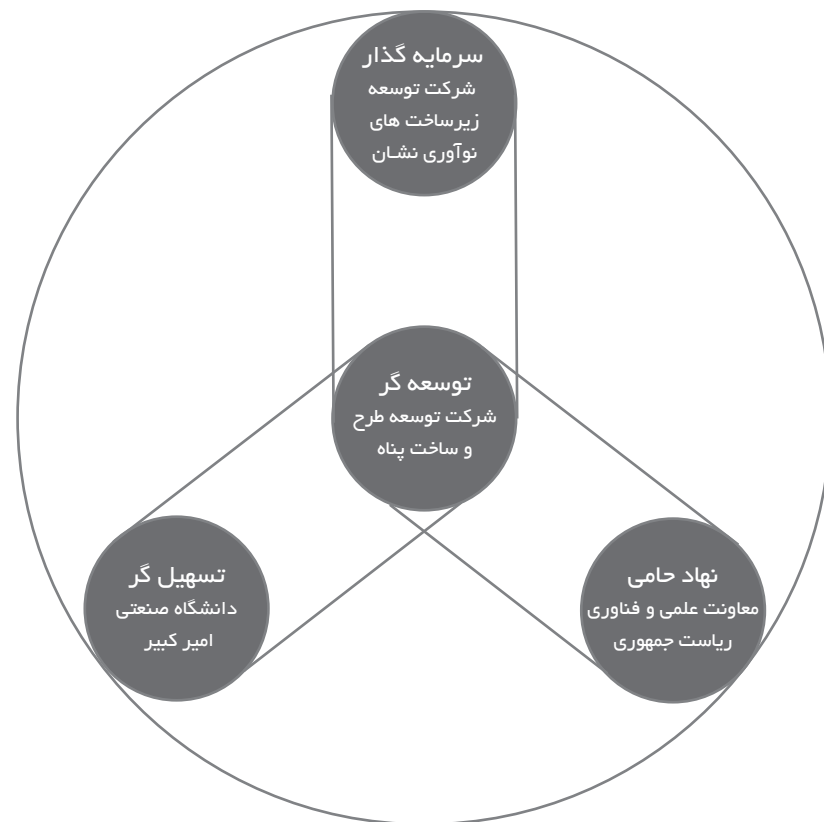 سرمایه گذار
شرکت توسعه
زیرساخت های
نوآوری نشان
توسعه گر
شرکت توسعه طرح
و ساخت پناه
تسهیل گر
دانشگاه صنعتی
امیر کبیر
نهاد حامی
معاونت علمی و فناوری
ریاست جمهوری